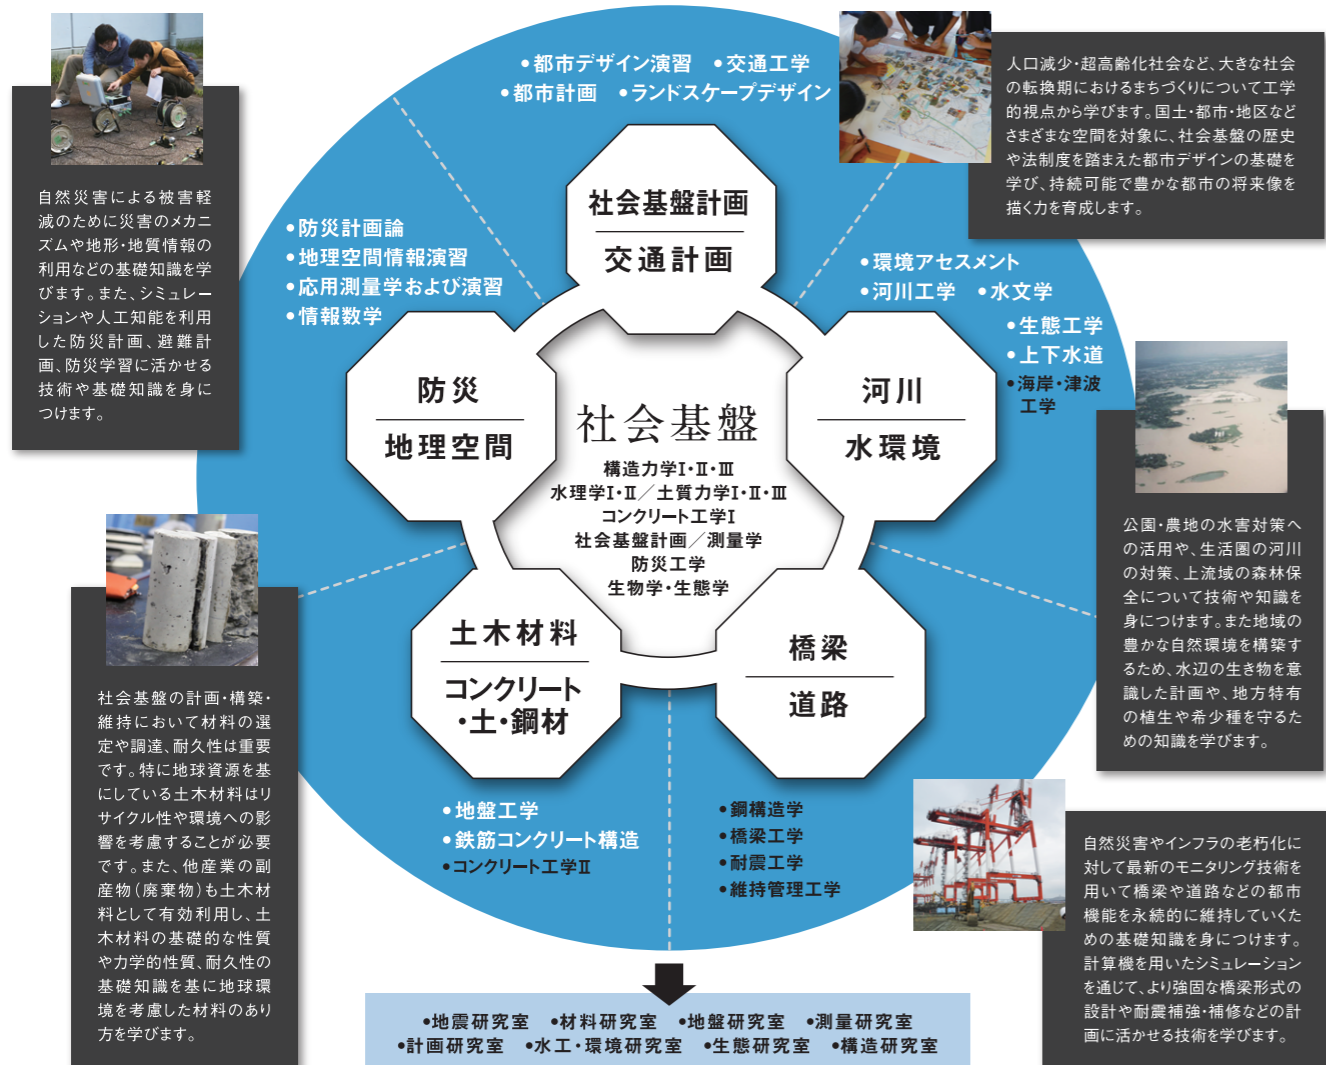 •都市デザイン演習 •交通工学
•都市計画 •ランドスケープデザイン
社会基盤計画
交通計画
人口減少・超高齢化社会など、大きな社会
の転換期におけるまちづくりについて工学
的視点から学びます。国土・都市・地区など
さまざまな空間を対象に、社会基盤の歴史
や法制度を踏まえた都市デザインの基礎を
学び、持続可能で豊かな都市の将来像を
描く力を育成します。
自然災害による被害軽
減のために災害のメカニ
ズムや地形・地質情報の
利用などの基礎知識を学
びます。また、シミュレー
ションや人工知能を利用
した防災計画、避難計
画、防災学習に活かせる
技術や基礎知識を身に
つけます。
•防災計画論
•地理空間情報演習
•応用測量学および演習
•情報数学
防災
地理空間
•環境アセスメント
•河川工学 •水文学
•生態工学
•上下水道
•海岸・津波
工学
河川
水環境
公園・農地の水害対策へ
の活用や、生活圏の河川
の対策、上流域の森林保
全について技術や知識を
身につけます。また地域の
豊かな自然環境を構築す
るため、水辺の生き物を意
識した計画や、地方特有
の植生や希少種を守るた
めの知識を学びます。
社会基盤
構造力学Ⅰ・Ⅱ・Ⅲ
水理学Ⅰ・Ⅱ／土質力学Ⅰ・Ⅱ・Ⅲ
コンクリート工学Ⅰ
社会基盤計画／測量学
防災工学
生物学・生態学
土木材料
コンクリート
・土・鋼材
•地盤工学
•鉄筋コンクリート構造
•コンクリート工学Ⅱ
社会基盤の計画・構築・
維持において材料の選
定や調達、耐久性は重要
です。特に地球資源を基
にしている土木材料はリ
サイクル性や環境への影
響を考慮することが必要
です。また、他産業の副
産物（廃棄物）も土木材
料として有効利用し、土
木材料の基礎的な性質
や力学的性質、耐久性の
基礎知識を基に地球環
境を考慮した材料のあり
方を学びます。
橋梁
道路
•鋼構造学
•橋梁工学
•耐震工学
•維持管理工学
自然災害やインフラの老朽化に
対して最新のモニタリング技術を
用いて橋梁や道路などの都市
機能を永続的に維持していくた
めの基礎知識を身につけます。
計算機を用いたシミュレーション
を通じて、より強固な橋梁形式の
設計や耐震補強・補修などの計
画に活かせる技術を学びます。
•地震研究室 •材料研究室 •地盤研究室 •測量研究室
•計画研究室 •水工・環境研究室 •生態研究室 •構造研究室